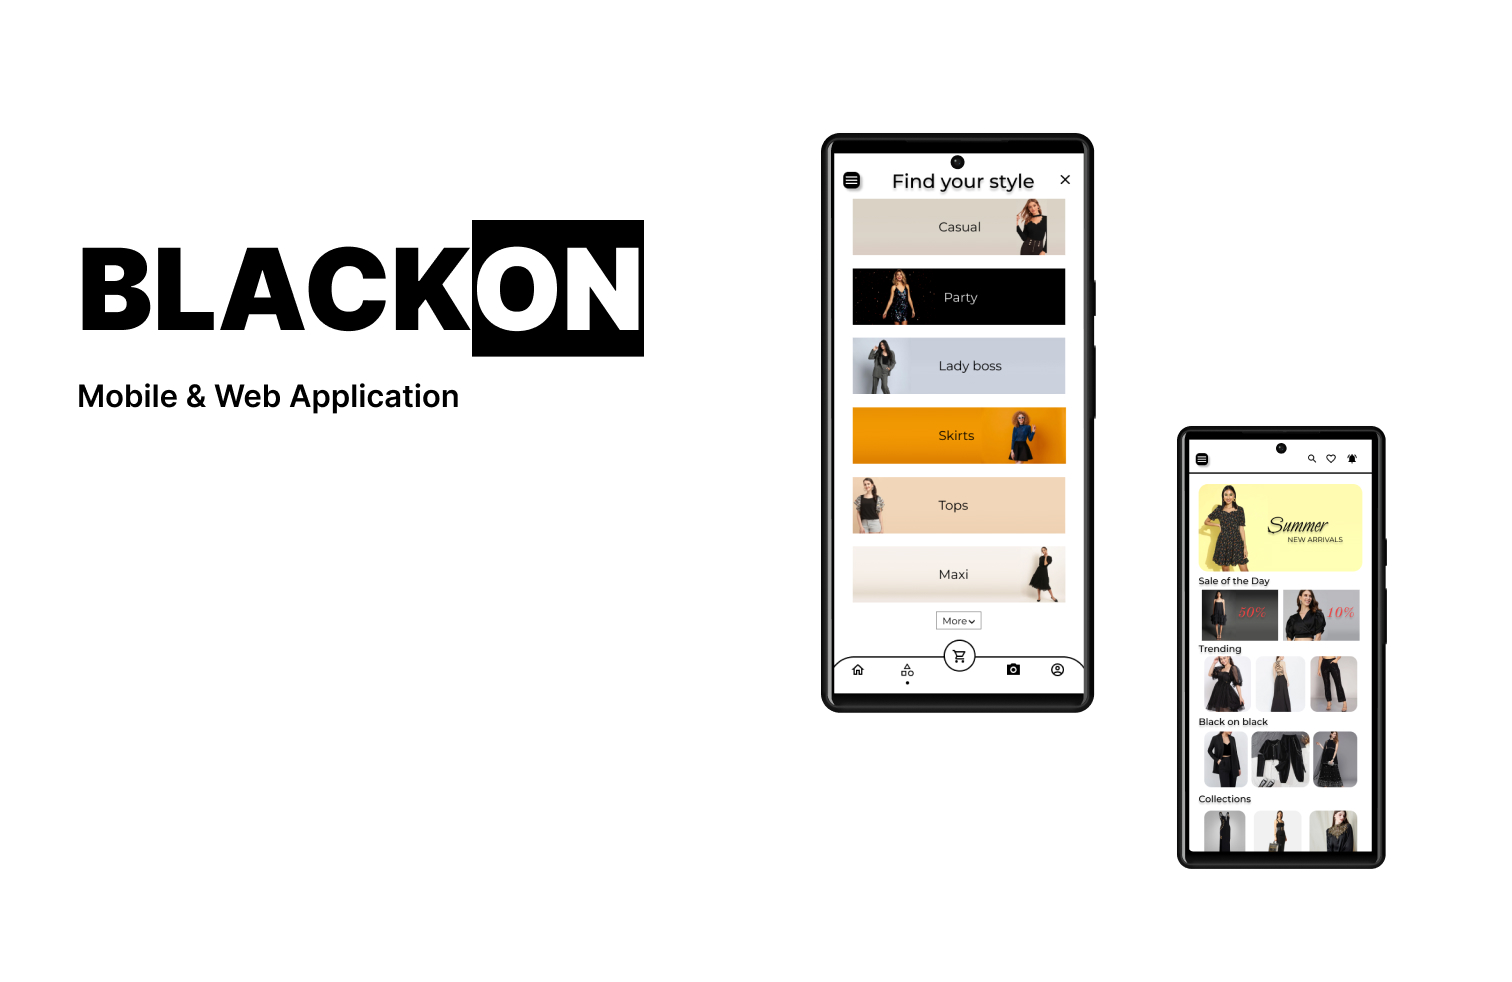 BLACKON
Mobile & Web Application
Find your style
Casual
Party
Lady boss
Skirts
Tops
Maxi
More
Summer
NEW ARRIVALS
Sale of the Day
50%
10%
Trending
Black on black
Collections